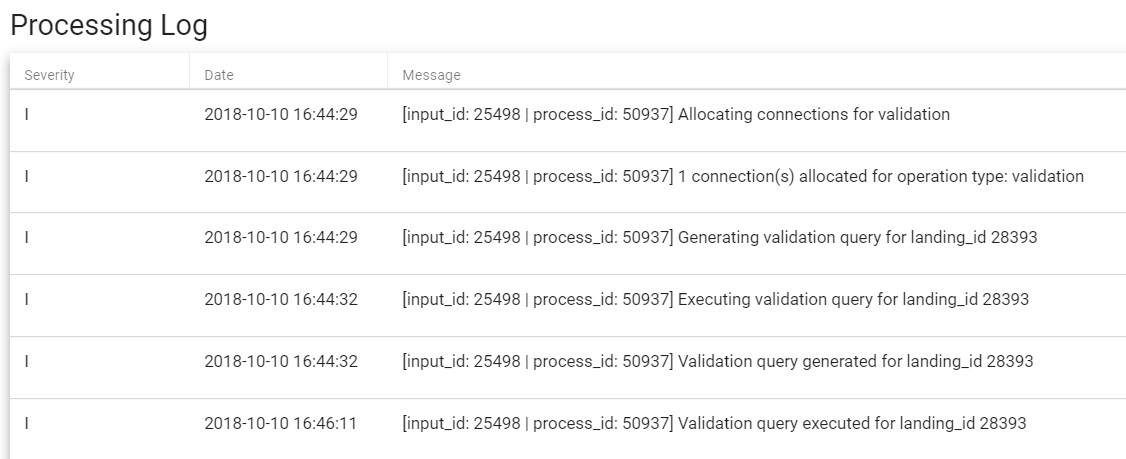 Processing Log
Severity Date Message
I 2018-10-10 16:44:29 [input_id: 25498 | process_id: 50937] Allocating connections for validation
I 2018-10-10 16:44:29 [input_id: 25498 | process_id: 50937] 1 connection(s) allocated for operation type: validation
I 2018-10-10 16:44:29 [input_id: 25498 | process_id: 50937] Generating validation query for landing_id 28393
I 2018-10-10 16:44:32 [input_id: 25498 | process_id: 50937] Executing validation query for landing_id 28393
I 2018-10-10 16:44:32 [input_id: 25498 | process_id: 50937] Validation query generated for landing_id 28393
I 2018-10-10 16:46:11 [input_id: 25498 | process_id: 50937] Validation query executed for landing_id 28393